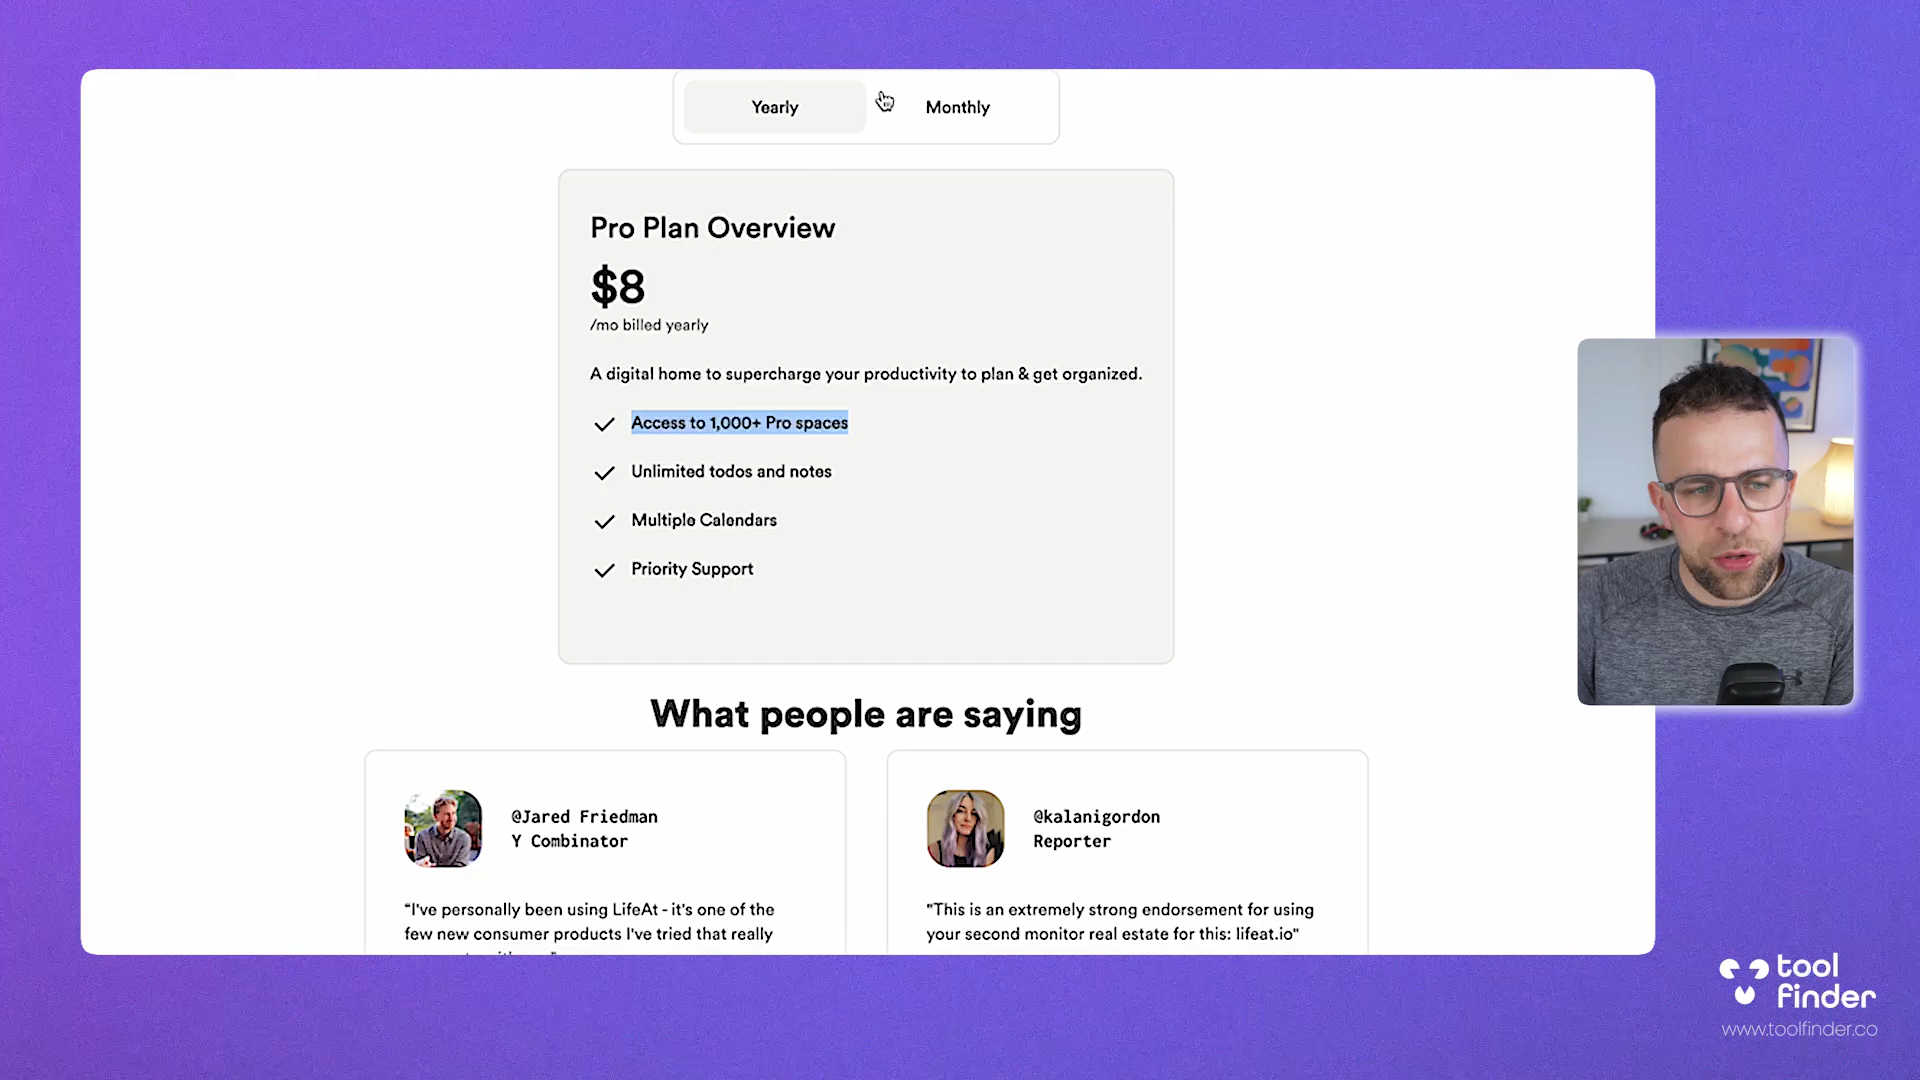 Yearly
Monthly
Pro Plan Overview
$8
/mo billed yearly
A digital home to supercharge your productivity to plan & get organized.
Access to 1,000+ Pro spaces
Unlimited todos and notes
Multiple Calendars
Priority Support
What people are saying
@Jared Friedman
Y Combinator
"I've personally been using LifeAt - it's one of the
few new consumer products I've tried that really
@kalanigordon
Reporter
"This is an extremely strong endorsement for using
your second monitor real estate for this: lifeat.io"
tool
finder
www.toolfinder.co